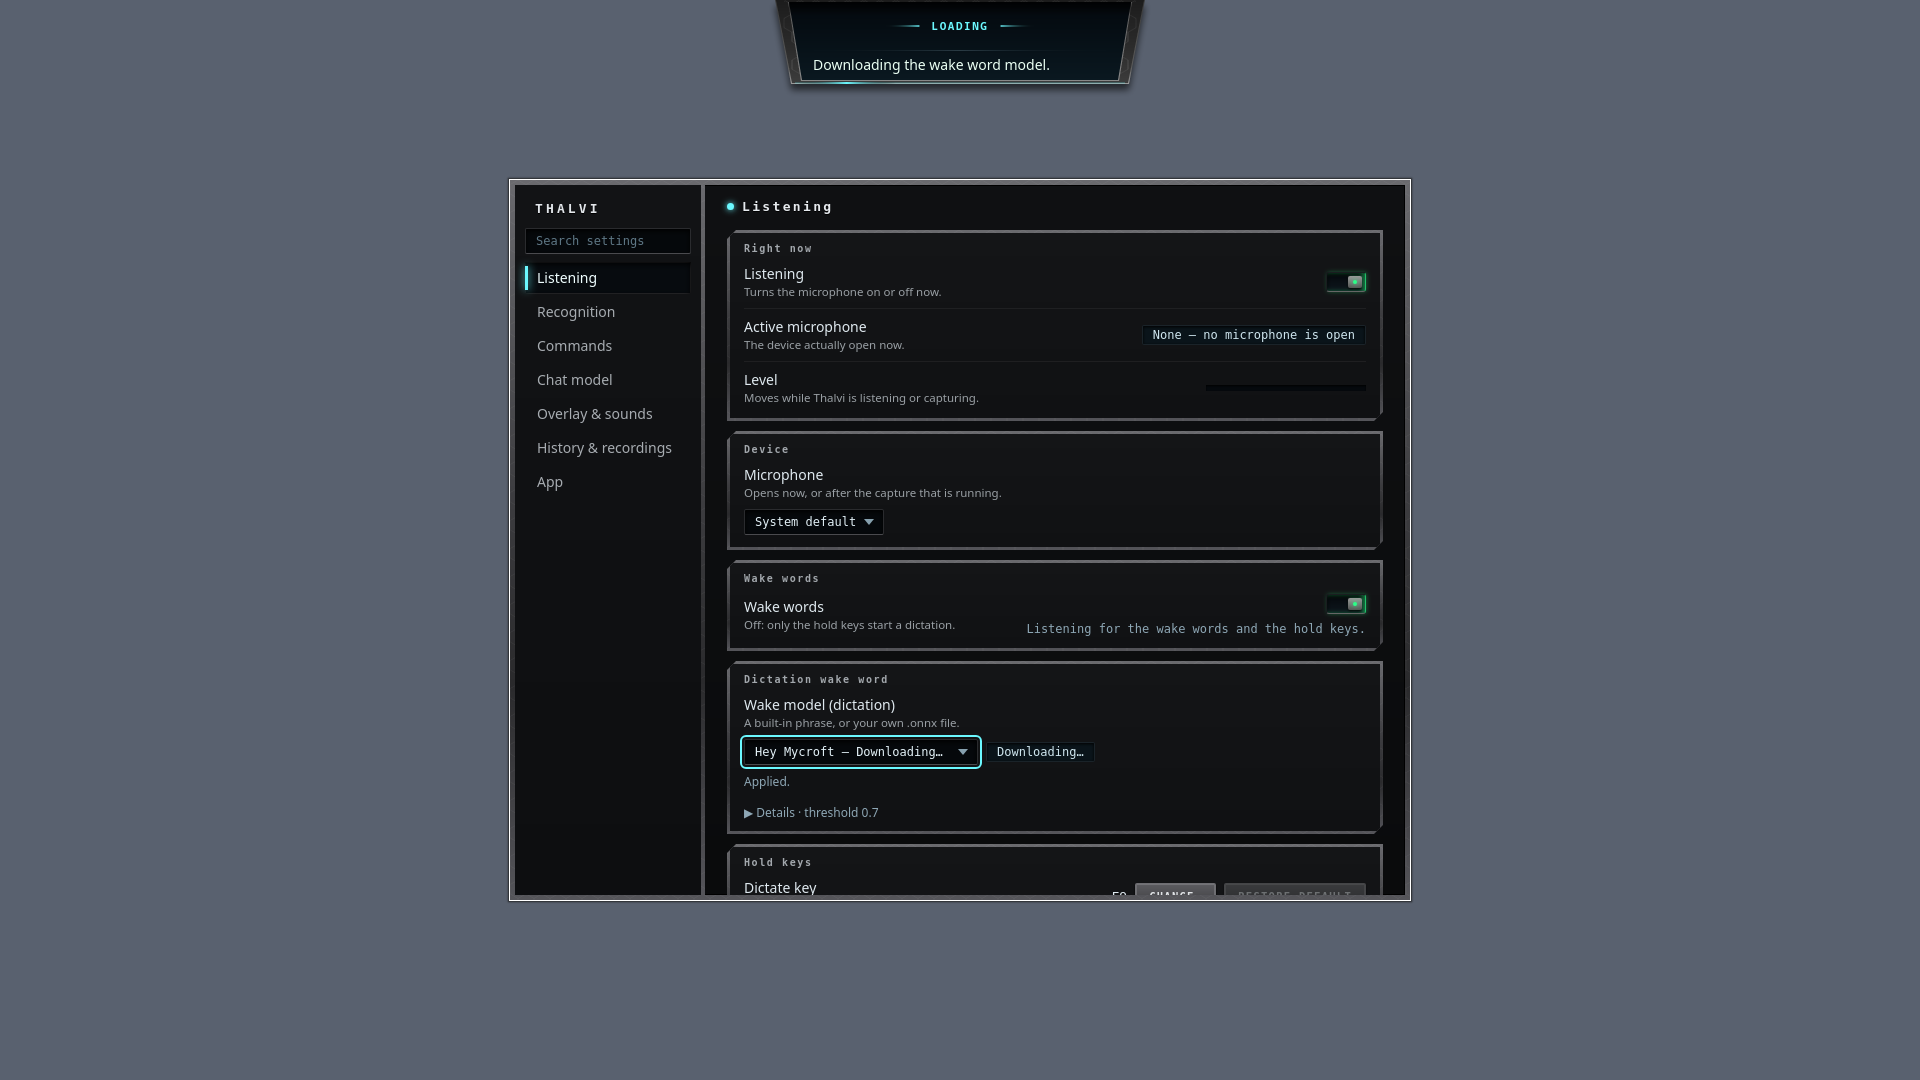 LOADING
Downloading the wake word model.
THALVI
Search settings
Listening
Recognition
Commands
Chat model
Overlay & sounds
History & recordings
App
Listening
Right now
Listening
Turns the microphone on or off now.
Active microphone
The device actually open now.
None — no microphone is open
Level
Moves while Thalvi is listening or capturing.
Device
Microphone
Opens now, or after the capture that is running.
System default
Wake words
Wake words
Off: only the hold keys start a dictation.
Listening for the wake words and the hold keys.
Dictation wake word
Wake model (dictation)
A built-in phrase, or your own .onnx file.
Hey Mycroft — Downloading…
Downloading…
Applied.
▶ Details · threshold 0.7
Hold keys
Dictate key